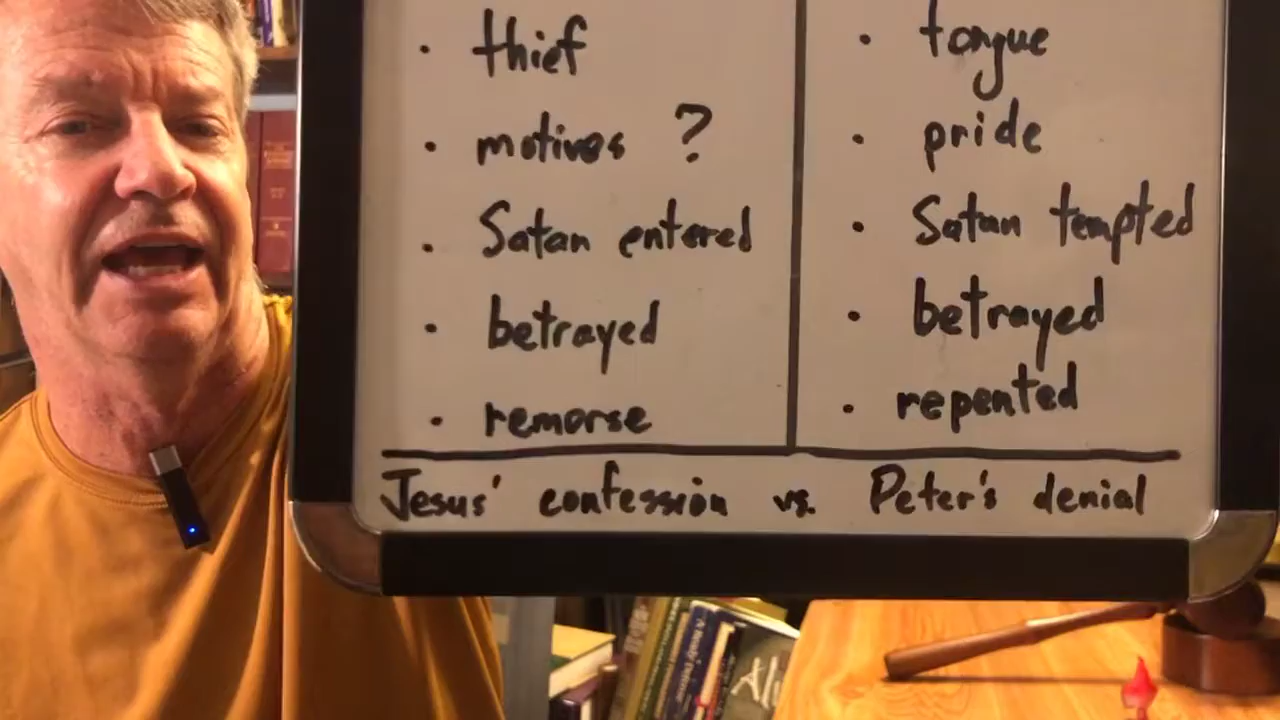 • thief
• motives ?
• Satan entered
• betrayed
• remorse
• tongue
• pride
• Satan tempted
• betrayed
• repented
Jesus' confession vs. Peter's denial